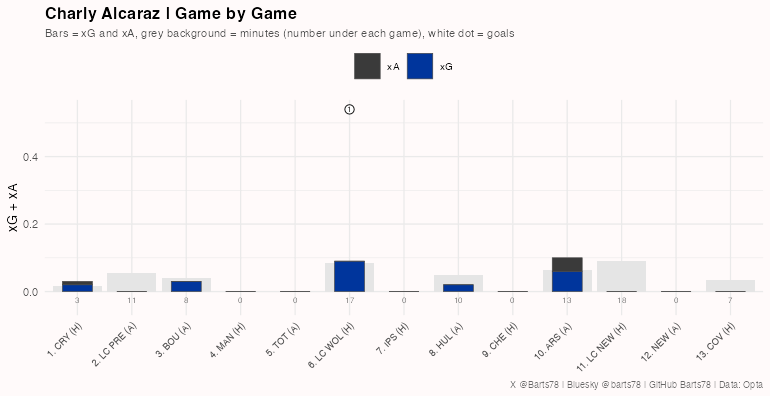 Charly Alcaraz | Game by Game
Bars = xG and xA, grey background = minutes (number under each game), white dot = goals
xA xG
1
xG + xA
0.4
0.2
0.0
3 11 8 0 0 17 0 10 0 13 18 0 7
1. CRY (H)
2. LC PRE (A)
3. BOU (A)
4. MAN (H)
5. TOT (A)
6. LC WOL (H)
7. IPS (H)
8. HUL (A)
9. CHE (H)
10. ARS (A)
11. LC NEW (H)
12. NEW (A)
13. COV (H)
X @Barts78 | Bluesky @barts78 | GitHub Barts78 | Data: Opta